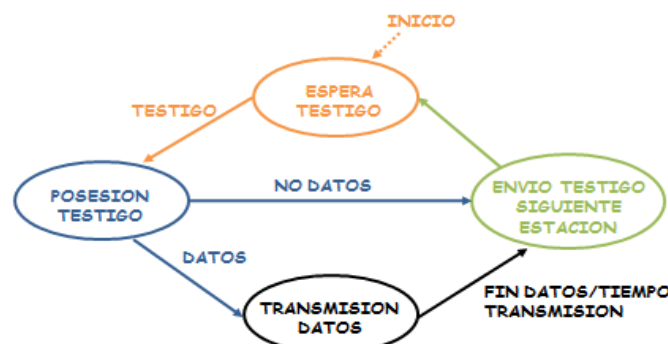 INICIO
ESPERA
TESTIGO
TESTIGO
NO DATOS
POSESION
TESTIGO
ENVIO TESTIGO
SIGUIENTE
ESTACION
DATOS
TRANSMISION
DATOS
FIN DATOS/TIEMPO
TRANSMISION